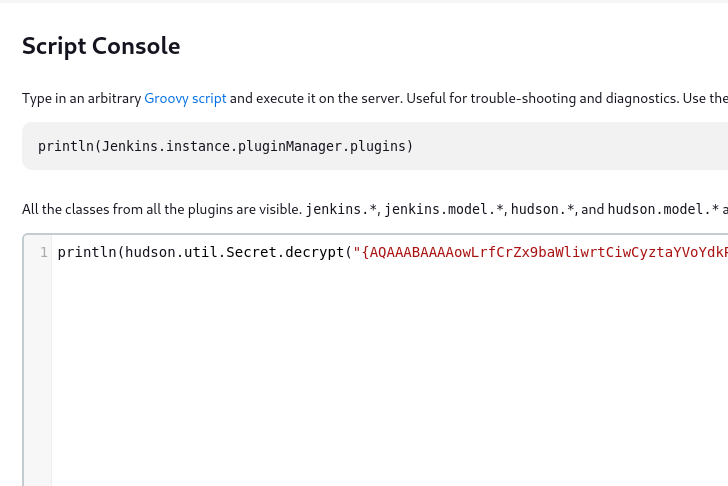 Script Console
Type in an arbitrary Groovy script and execute it on the server. Useful for trouble-shooting and diagnostics. Use the
println(Jenkins.instance.pluginManager.plugins)
All the classes from all the plugins are visible. jenkins.*, jenkins.model.*, hudson.*, and hudson.model.* a
1 println(hudson.util.Secret.decrypt("{AQAAABAAAAowLrfCrZx9baWliwrtCiwCyztaYVoYdkP